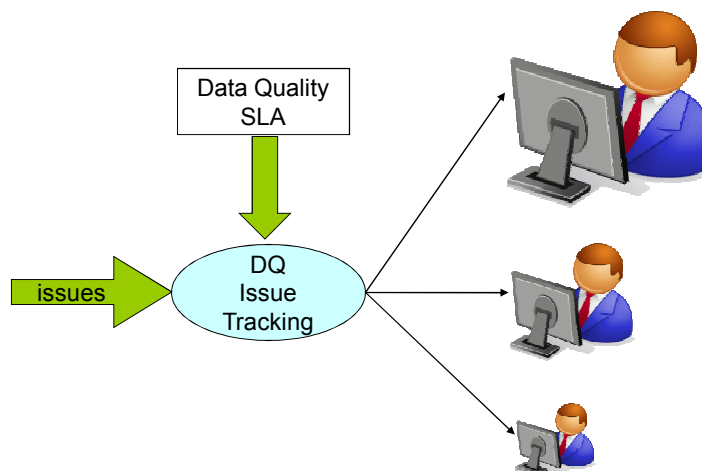 Data Quality
SLA
issues
DQ
Issue
Tracking